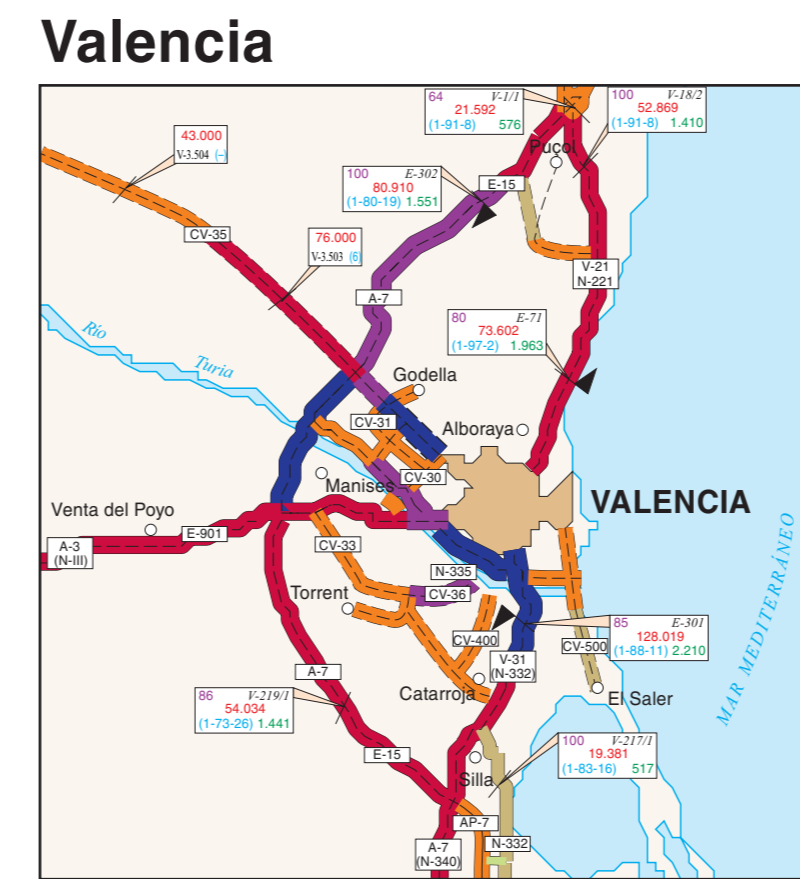 Valencia
64 V-1/1
21.592
(1-91-8) 576
100 V-18/2
52.869
(1-91-8) 1.410
43.000
V-3.504 (–)
Puçol
100 E-302
80.910
(1-80-19) 1.551
E-15
CV-35
76.000
V-3.503 (6)
V-21
N-221
A-7
80 E-71
73.602
(1-97-2) 1.963
Río
Turia
Godella
CV-31
Alboraya
CV-30
Manises
VALENCIA
Venta del Poyo
E-901
A-3
(N-III)
CV-33
N-335
CV-36
Torrent
MAR MEDITERRÁNEO
85 E-301
128.019
(1-88-11) 2.210
CV-400
CV-500
V-31
(N-332)
A-7
Catarroja
El Saler
86 V-219/1
54.034
(1-73-26) 1.441
100 V-217/1
19.381
(1-83-16) 517
E-15
Silla
AP-7
A-7
(N-340)
N-332